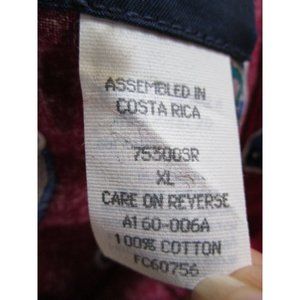 ASSEMBLED IN
COSTA RICA
75300SR
XL
CARE ON REVERSE
A160-006A
100% COTTON
FC60756